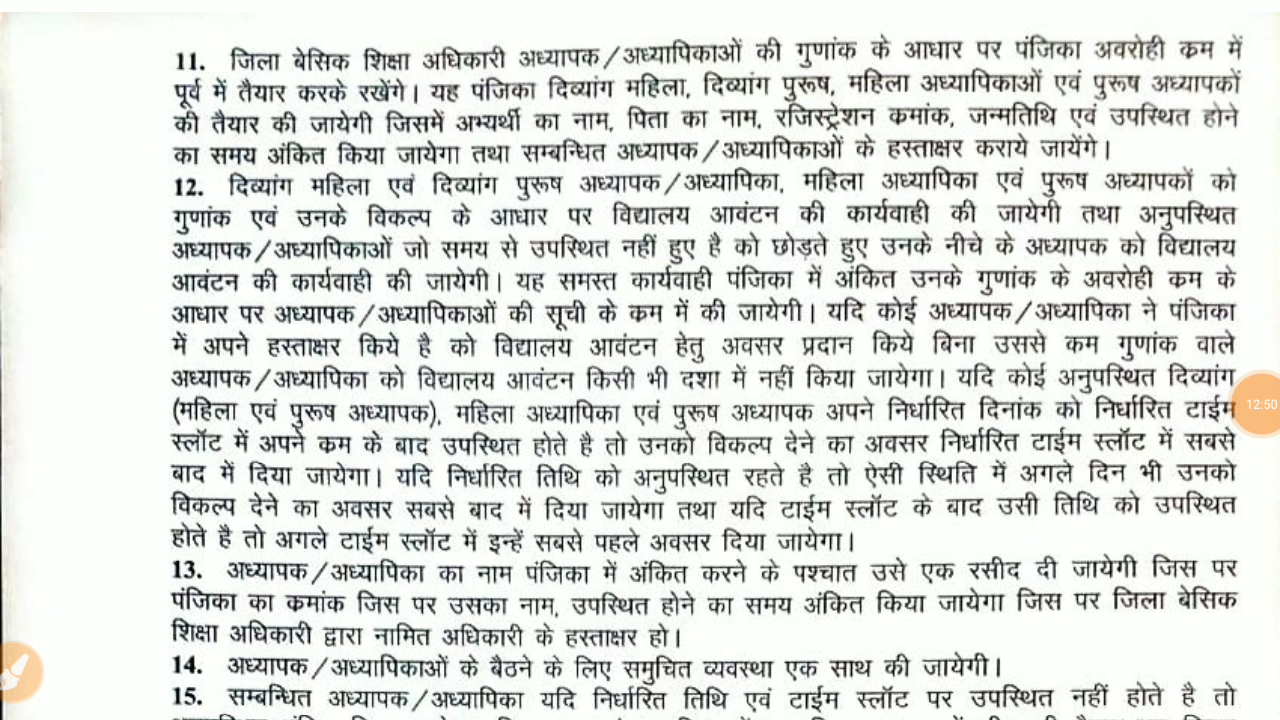 11. जिला बेसिक शिक्षा अधिकारी अध्यापक/अध्यापिकाओं की गुणांक के आधार पर पंजिका अवरोही कम में
पूर्व में तैयार करके रखेंगे। यह पंजिका दिव्यांग महिला, दिव्यांग पुरूष, महिला अध्यापिकाओं एवं पुरूष अध्यापकों
की तैयार की जायेगी जिसमें अभ्यर्थी का नाम, पिता का नाम, रजिस्ट्रेशन कमांक, जन्मतिथि एवं उपस्थित होने
का समय अंकित किया जायेगा तथा सम्बन्धित अध्यापक/अध्यापिकाओं के हस्ताक्षर कराये जायेंगे।
12. दिव्यांग महिला एवं दिव्यांग पुरूष अध्यापक/अध्यापिका, महिला अध्यापिका एवं पुरूष अध्यापकों को
गुणांक एवं उनके विकल्प के आधार पर विद्यालय आवंटन की कार्यवाही की जायेगी तथा अनुपस्थित
अध्यापक/अध्यापिकाओं जो समय से उपस्थित नहीं हुए है को छोड़ते हुए उनके नीचे के अध्यापक को विद्यालय
आवंटन की कार्यवाही की जायेगी। यह समस्त कार्यवाही पंजिका में अंकित उनके गुणांक के अवरोही कम के
आधार पर अध्यापक/अध्यापिकाओं की सूची के कम में की जायेगी। यदि कोई अध्यापक/अध्यापिका ने पंजिका
में अपने हस्ताक्षर किये है को विद्यालय आवंटन हेतु अवसर प्रदान किये बिना उससे कम गुणांक वाले
अध्यापक/अध्यापिका को विद्यालय आवंटन किसी भी दशा में नहीं किया जायेगा। यदि कोई अनुपस्थित दिव्यांग
(महिला एवं पुरूष अध्यापक), महिला अध्यापिका एवं पुरूष अध्यापक अपने निर्धारित दिनांक को निर्धारित टाईम
स्लॉट में अपने कम के बाद उपस्थित होते है तो उनको विकल्प देने का अवसर निर्धारित टाईम स्लॉट में सबसे
बाद में दिया जायेगा। यदि निर्धारित तिथि को अनुपस्थित रहते है तो ऐसी स्थिति में अगले दिन भी उनको
विकल्प देने का अवसर सबसे बाद में दिया जायेगा तथा यदि टाईम स्लॉट के बाद उसी तिथि को उपस्थित
होते है तो अगले टाईम स्लॉट में इन्हें सबसे पहले अवसर दिया जायेगा।
13. अध्यापक/अध्यापिका का नाम पंजिका में अंकित करने के पश्चात उसे एक रसीद दी जायेगी जिस पर
पंजिका का कमांक जिस पर उसका नाम, उपस्थित होने का समय अंकित किया जायेगा जिस पर जिला बेसिक
शिक्षा अधिकारी द्वारा नामित अधिकारी के हस्ताक्षर हो।
14. अध्यापक/अध्यापिकाओं के बैठने के लिए समुचित व्यवस्था एक साथ की जायेगी।
15. सम्बन्धित अध्यापक/अध्यापिका यदि निर्धारित तिथि एवं टाईम स्लॉट पर उपस्थित नहीं होते है तो
12:50